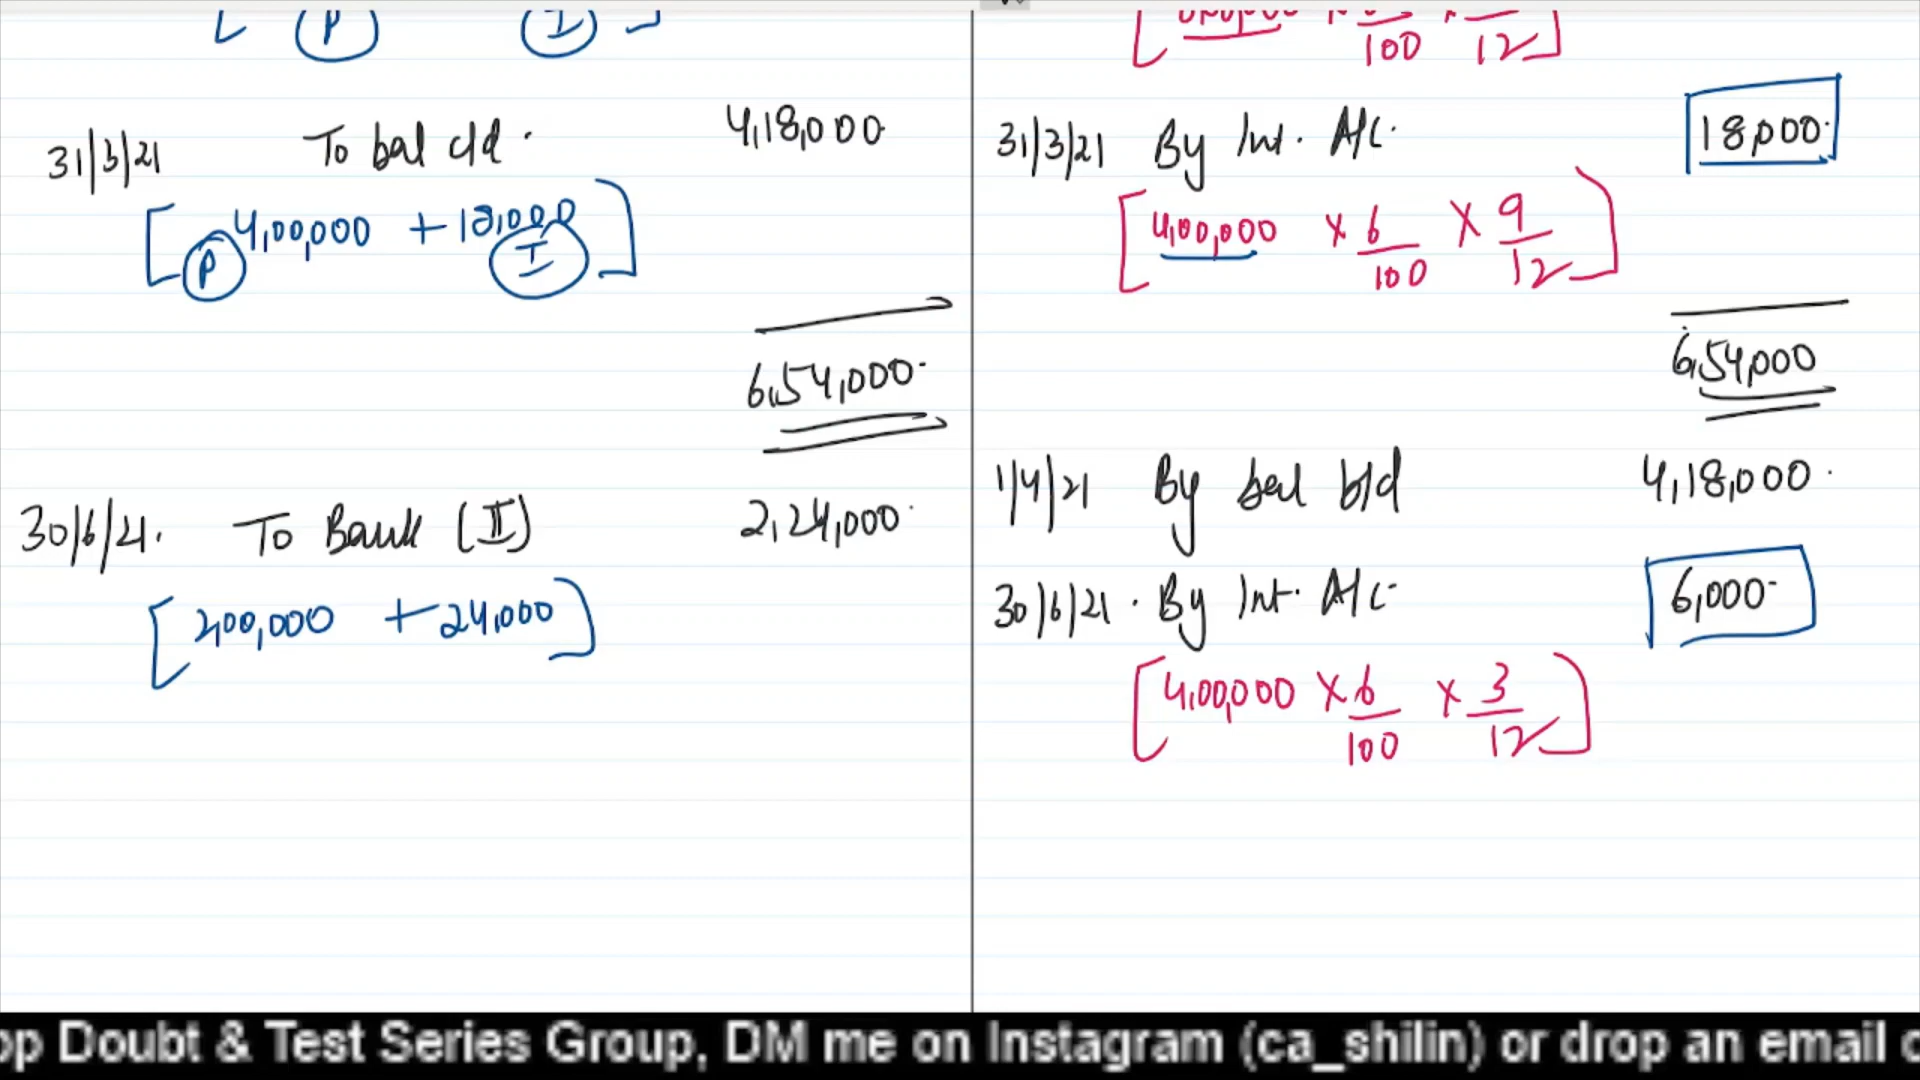 [ P I ]
100 12 ]
31/3/21 To bal c/d. 4,18,000
[ P 4,00,000 + 18,000 I ]
6,54,000
30/6/21. To Bank (II) 2,24,000
[2,00,000 + 24,000]
31/3/21 By Int. A/c. 18,000
[4,00,000 × 6/100 × 9/12]
6,54,000
1/4/21 By bal b/d 4,18,000
30/6/21. By Int. A/c 6,000
[4,00,000 × 6/100 × 3/12]
Doubt & Test Series Group, DM me on Instagram (ca_shilin) or drop an email